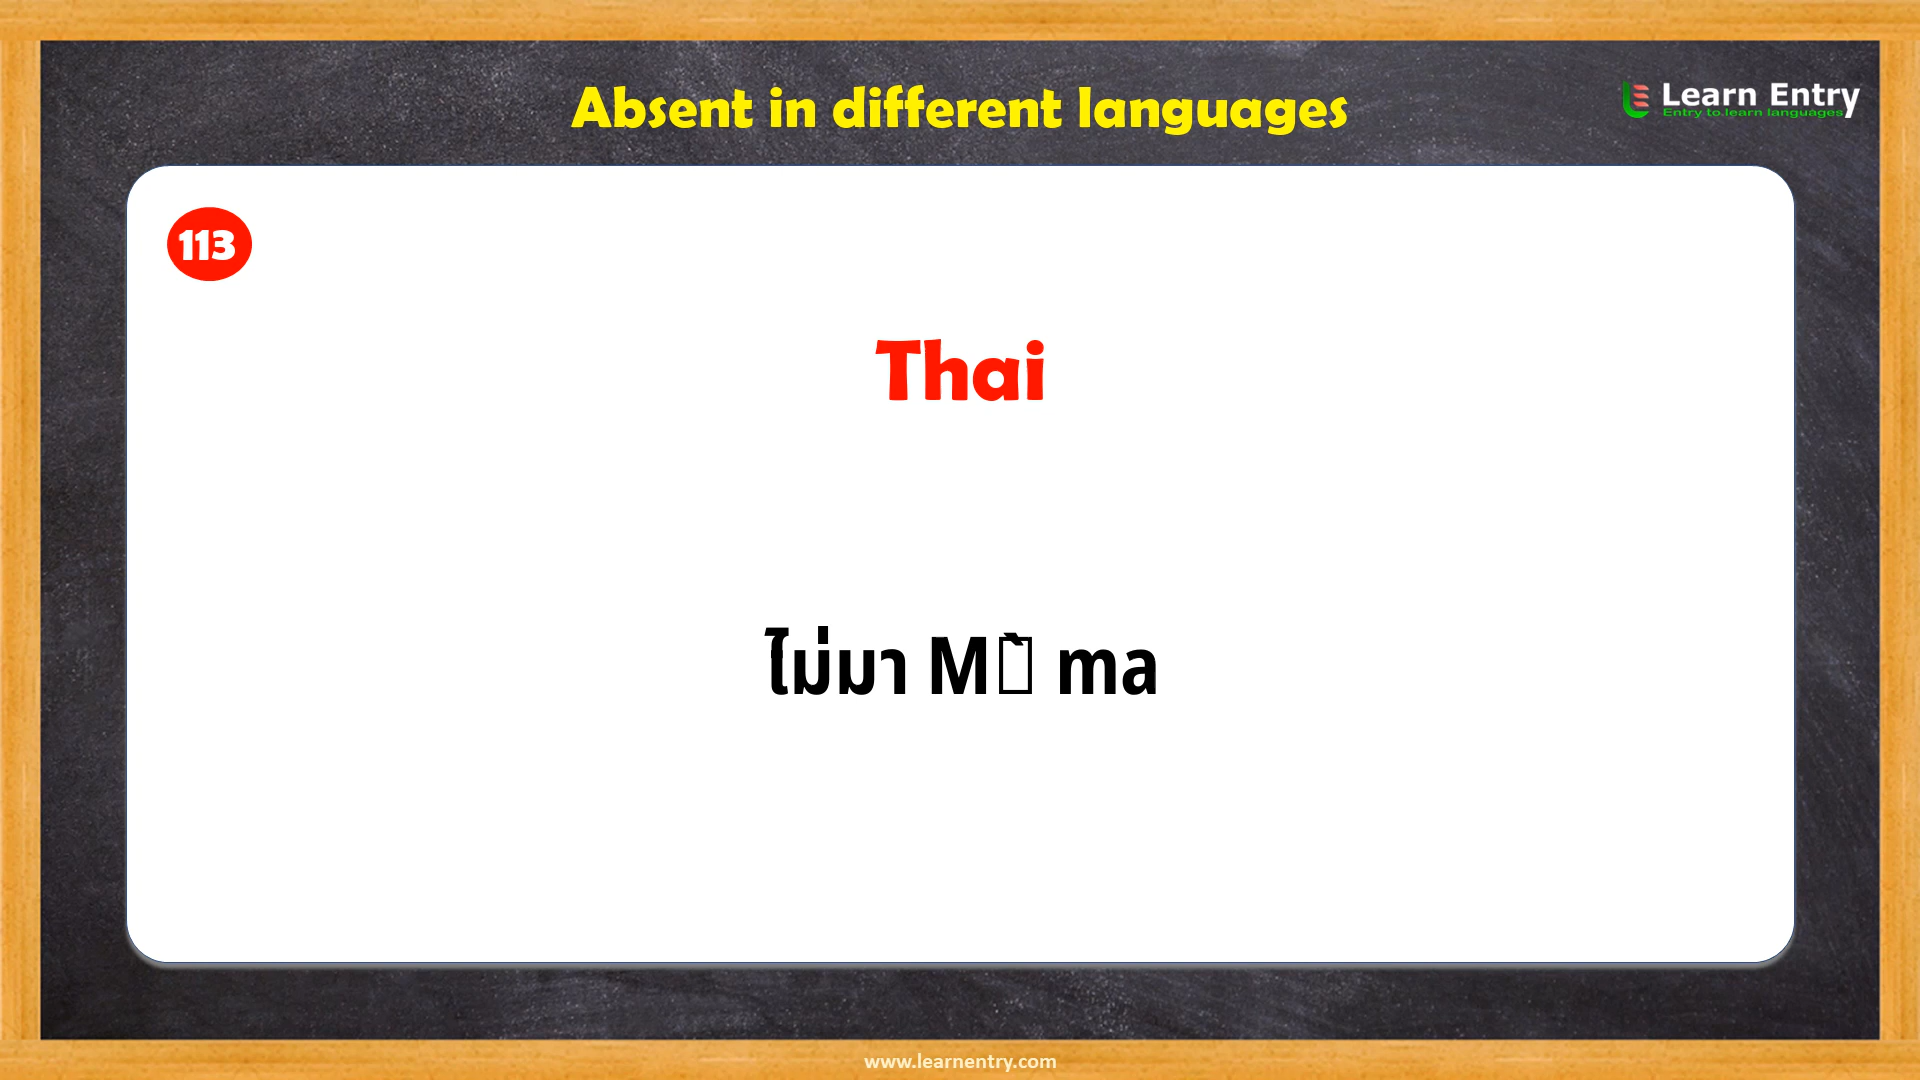 Absent in different languages
Learn Entry
Entry to learn languages
113
Thai
ไม่มา M ma
www.learnentry.com